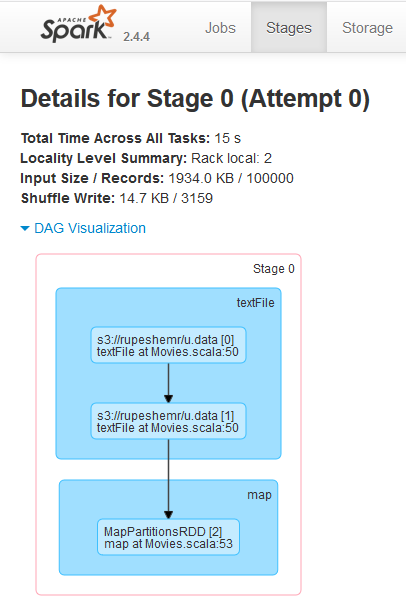 APACHE
Spark 2.4.4
Jobs Stages Storage
Details for Stage 0 (Attempt 0)
Total Time Across All Tasks: 15 s
Locality Level Summary: Rack local: 2
Input Size / Records: 1934.0 KB / 100000
Shuffle Write: 14.7 KB / 3159
DAG Visualization
Stage 0
textFile
s3://rupeshemr/u.data [0]
textFile at Movies.scala:50
s3://rupeshemr/u.data [1]
textFile at Movies.scala:50
map
MapPartitionsRDD [2]
map at Movies.scala:53